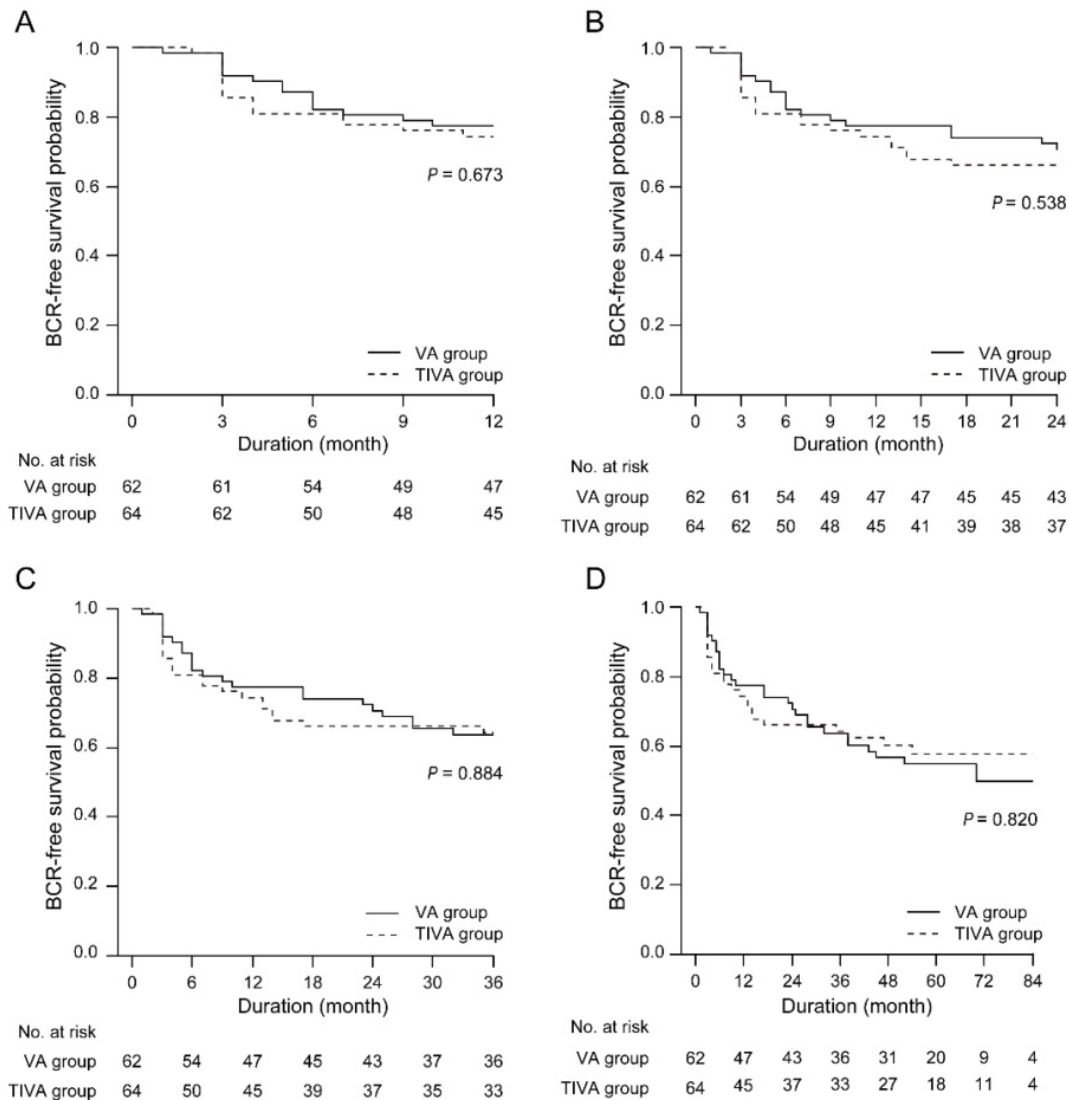 A
BCR-free survival probability
1.0
0.8
0.6
0.4
0.2
0.0
P = 0.673
VA group
TIVA group
0 3 6 9 12
Duration (month)
No. at risk
VA group 62 61 54 49 47
TIVA group 64 62 50 48 45
B
BCR-free survival probability
1.0
0.8
0.6
0.4
0.2
0.0
P = 0.538
VA group
TIVA group
0 3 6 9 12 15 18 21 24
Duration (month)
No. at risk
VA group 62 61 54 49 47 47 45 45 43
TIVA group 64 62 50 48 45 41 39 38 37
C
BCR-free survival probability
1.0
0.8
0.6
0.4
0.2
0.0
P = 0.884
VA group
TIVA group
0 6 12 18 24 30 36
Duration (month)
No. at risk
VA group 62 54 47 45 43 37 36
TIVA group 64 50 45 39 37 35 33
D
BCR-free survival probability
1.0
0.8
0.6
0.4
0.2
0.0
P = 0.820
VA group
TIVA group
0 12 24 36 48 60 72 84
Duration (month)
No. at risk
VA group 62 47 43 36 31 20 9 4
TIVA group 64 45 37 33 27 18 11 4